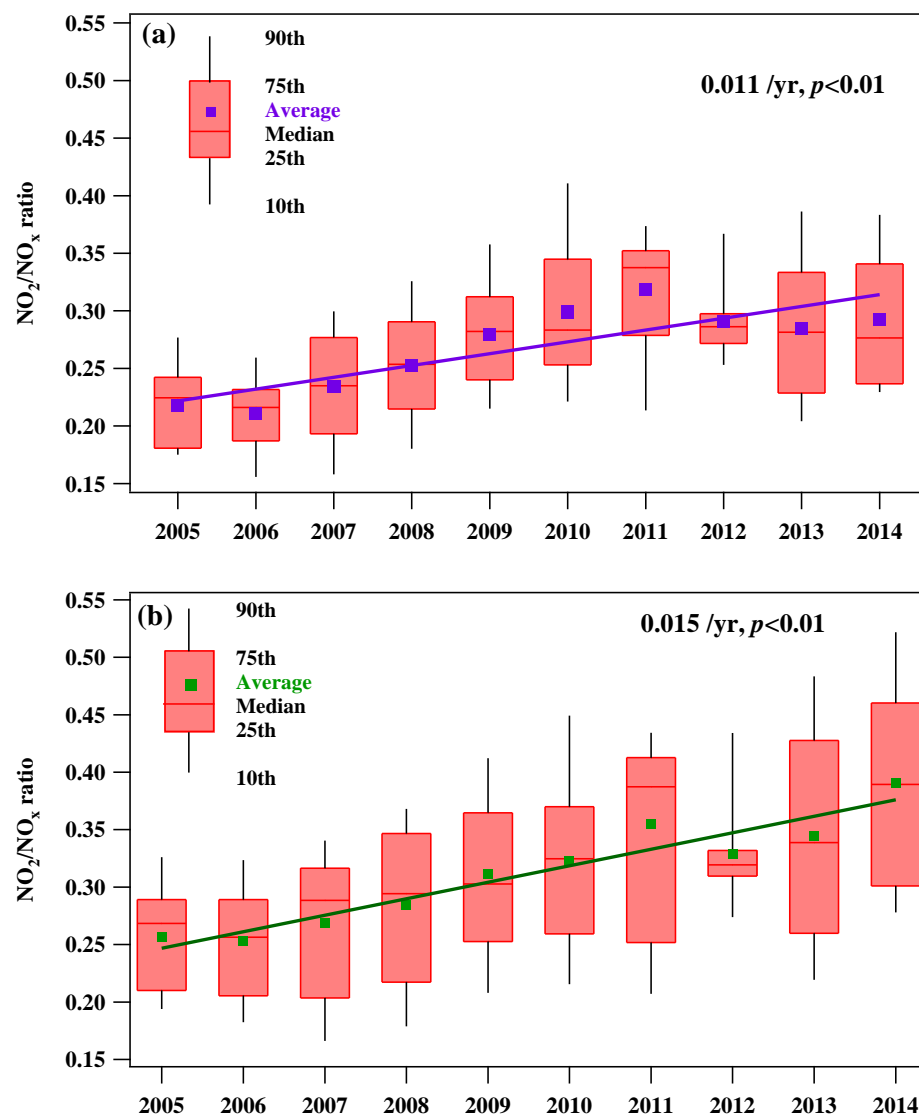 (a)
90th
75th
Average
Median
25th
10th
0.011 /yr, p<0.01
NO2/NOx ratio
0.55
0.50
0.45
0.40
0.35
0.30
0.25
0.20
0.15
2005 2006 2007 2008 2009 2010 2011 2012 2013 2014
(b)
90th
75th
Average
Median
25th
10th
0.015 /yr, p<0.01
NO2/NOx ratio
0.55
0.50
0.45
0.40
0.35
0.30
0.25
0.20
0.15
2005 2006 2007 2008 2009 2010 2011 2012 2013 2014